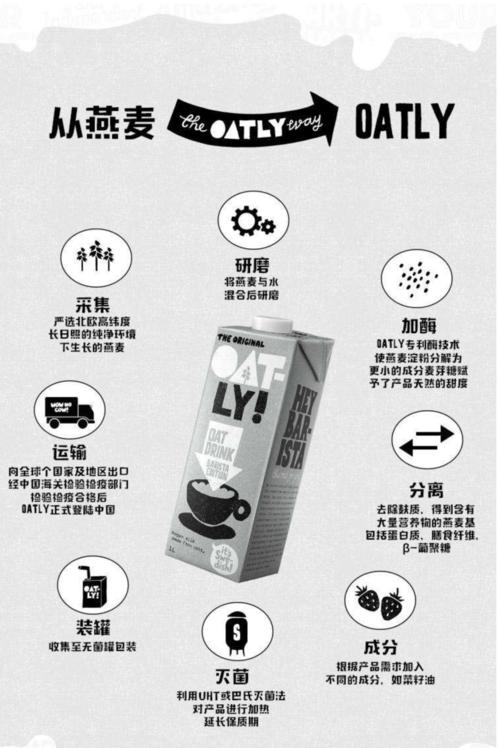 从燕麦 the OATLY way OATLY
采集
严选北欧高纬度
长日照的纯净环境
下生长的燕麦
研磨
将燕麦与水
混合后研磨
加酶
OATLY专利酶技术
使燕麦淀粉分解为
更小的成分麦芽糖赋
予了产品天然的甜度
分离
去除麸质，得到含有
大量营养物的燕麦基
包括蛋白质、膳食纤维、
β-葡聚糖
成分
根据产品需求加入
不同的成分，如菜籽油
灭菌
利用UHT或巴氏灭菌法
对产品进行加热
延长保质期
装罐
收集至无菌罐包装
OAT-
LY!
运输
向全球个国家及地区出口
经中国海关检验检疫部门
检验检疫合格后
OATLY正式登陆中国
WOW NO
COW!
THE ORIGINAL
OAT-
LY!
OAT
DRINK
BARISTA
EDITION
1L
it's
Swe-
dish!
HEY
BAR-
ISTA